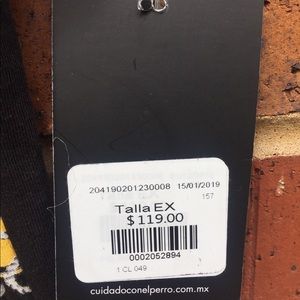 204190201230008 15/01/2019
157
Talla EX
$119.00
0002052894
1 CL 049
cuidadoconelperro.com.mx